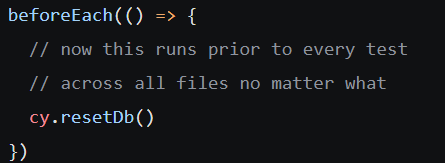 beforeEach(() => {
  // now this runs prior to every test
  // across all files no matter what
  cy.resetDb()
})